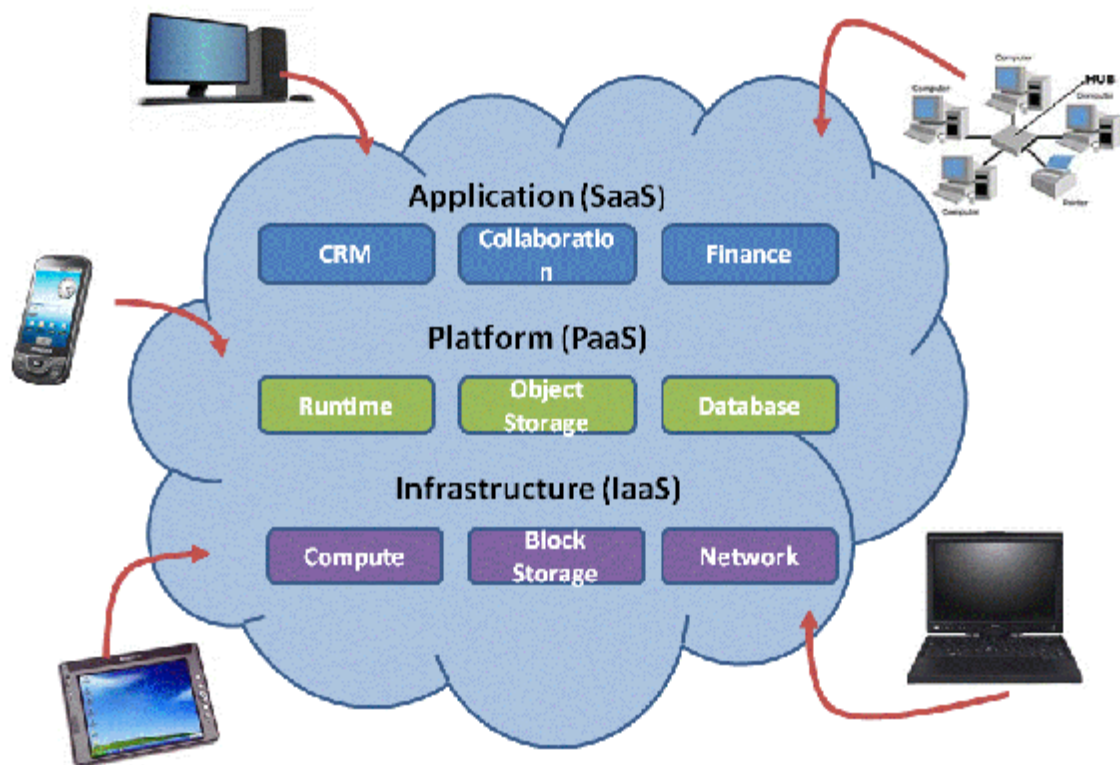 Computer
HUB
Computer
Computer
Computer
Printer
Application (SaaS)
CRM
Collaboratio
n
Finance
Platform (PaaS)
Runtime
Object
Storage
Database
Infrastructure (IaaS)
Compute
Block
Storage
Network